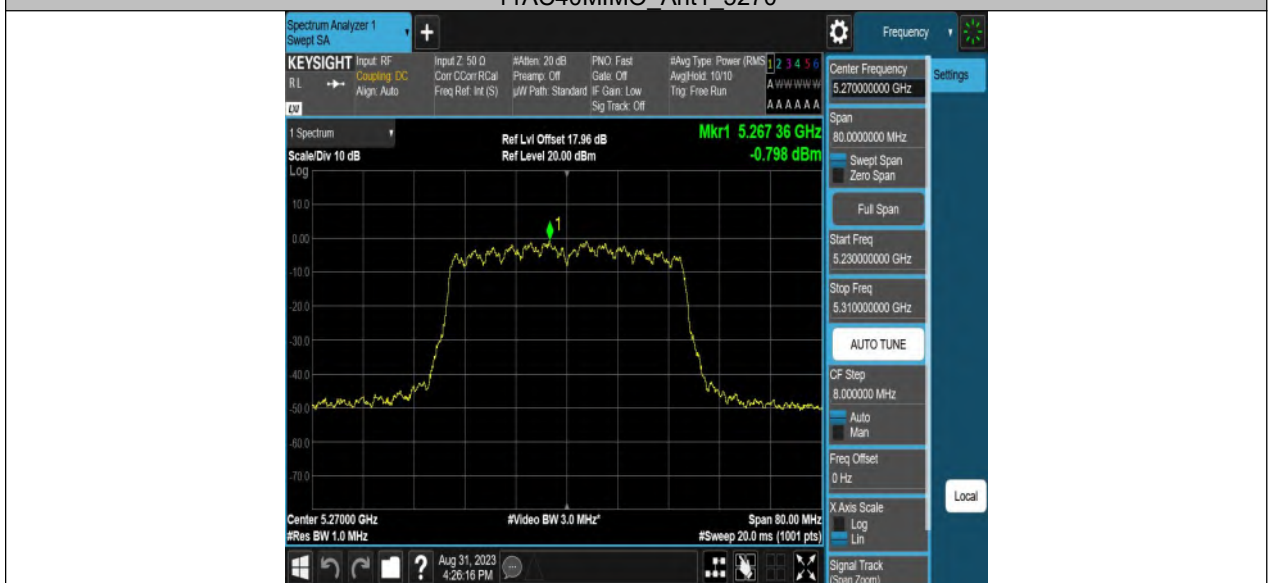 11AC40MIMO_Ant1_5270
Spectrum Analyzer 1
Swept SA
+
Frequency
KEYSIGHT
RL
LXI
Input: RF
Coupling: DC
Align: Auto
Input Z: 50 Ω
Corr CCorr RCal
Freq Ref: Int (S)
#Atten: 20 dB
Preamp: Off
µW Path: Standard
PNO: Fast
Gate: Off
IF Gain: Low
Sig Track: Off
#Avg Type: Power (RMS
Avg|Hold: 10/10
Trig: Free Run
1 2 3 4 5 6
A W W W W W
A A A A A A
Center Frequency
5.270000000 GHz
Settings
Span
80.0000000 MHz
Swept Span
Zero Span
Full Span
Start Freq
5.230000000 GHz
Stop Freq
5.310000000 GHz
AUTO TUNE
CF Step
8.000000 MHz
Auto
Man
Freq Offset
0 Hz
X Axis Scale
Log
Lin
Signal Track
(Span Zoom)
Local
1 Spectrum
Scale/Div 10 dB
Log
Ref Lvl Offset 17.96 dB
Ref Level 20.00 dBm
Mkr1 5.267 36 GHz
-0.798 dBm
1
10.0
0.00
-10.0
-20.0
-30.0
-40.0
-50.0
-60.0
-70.0
Center 5.27000 GHz
#Res BW 1.0 MHz
#Video BW 3.0 MHz*
Span 80.00 MHz
#Sweep 20.0 ms (1001 pts)
?
Aug 31, 2023
4:26:16 PM